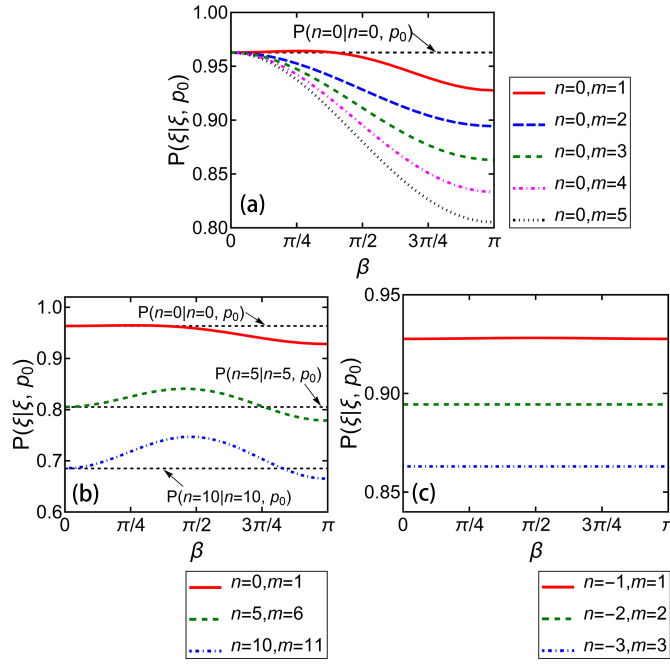 1.00
P(n=0|n=0, p₀)
0.95
0.90
0.85
0.80
P(ξ|ξ, p₀)
(a)
0 π/4 π/2 3π/4 π
β
n=0,m=1
n=0,m=2
n=0,m=3
n=0,m=4
n=0,m=5
1.0
P(n=0|n=0, p₀)
0.9
P(n=5|n=5, p₀)
0.8
0.7
P(n=10|n=10, p₀)
0.6
P(ξ|ξ, p₀)
(b)
0 π/4 π/2 3π/4 π
β
n=0,m=1
n=5,m=6
n=10,m=11
0.95
0.90
0.85
P(ξ|ξ, p₀)
(c)
0 π/4 π/2 3π/4 π
β
n=−1,m=1
n=−2,m=2
n=−3,m=3